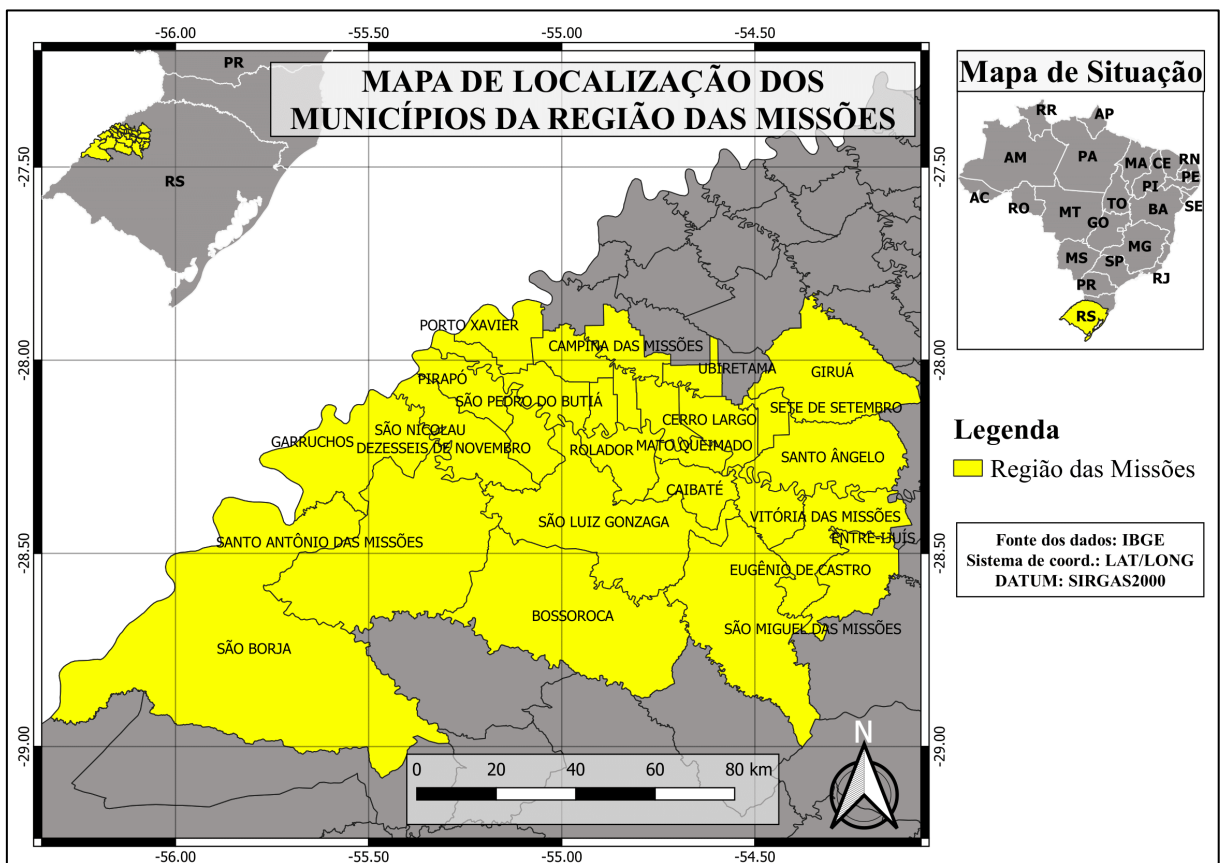 -56.00 -55.50 -55.00 -54.50
MAPA DE LOCALIZAÇÃO DOS
MUNICÍPIOS DA REGIÃO DAS MISSÕES
PR
RS
-27.50 -27.50
-28.00 -28.00
-28.50 -28.50
-29.00 -29.00
PORTO XAVIER
CAMPINA DAS MISSÕES
UBIRETAMA
GIRUÁ
PIRAPÓ
SÃO PEDRO DO BUTIÁ
SETE DE SETEMBRO
CERRO LARGO
SÃO NICOLAU
GARRUCHOS
DEZESSEIS DE NOVEMBRO
ROLADOR
MATO QUEIMADO
SANTO ÂNGELO
CAIBATÉ
SÃO LUIZ GONZAGA
VITÓRIA DAS MISSÕES
SANTO ANTÔNIO DAS MISSÕES
ENTRE-IJUÍS
EUGÊNIO DE CASTRO
BOSSOROCA
SÃO MIGUEL DAS MISSÕES
SÃO BORJA
N
0 20 40 60 80 km
-56.00 -55.50 -55.00 -54.50
Mapa de Situação
RR
AP
AM
PA
MA
CE
RN
PE
PI
AC
RO
TO
SE
MT
BA
GO
MG
MS
SP
RJ
PR
RS
Legenda
Região das Missões
Fonte dos dados: IBGE
Sistema de coord.: LAT/LONG
DATUM: SIRGAS2000